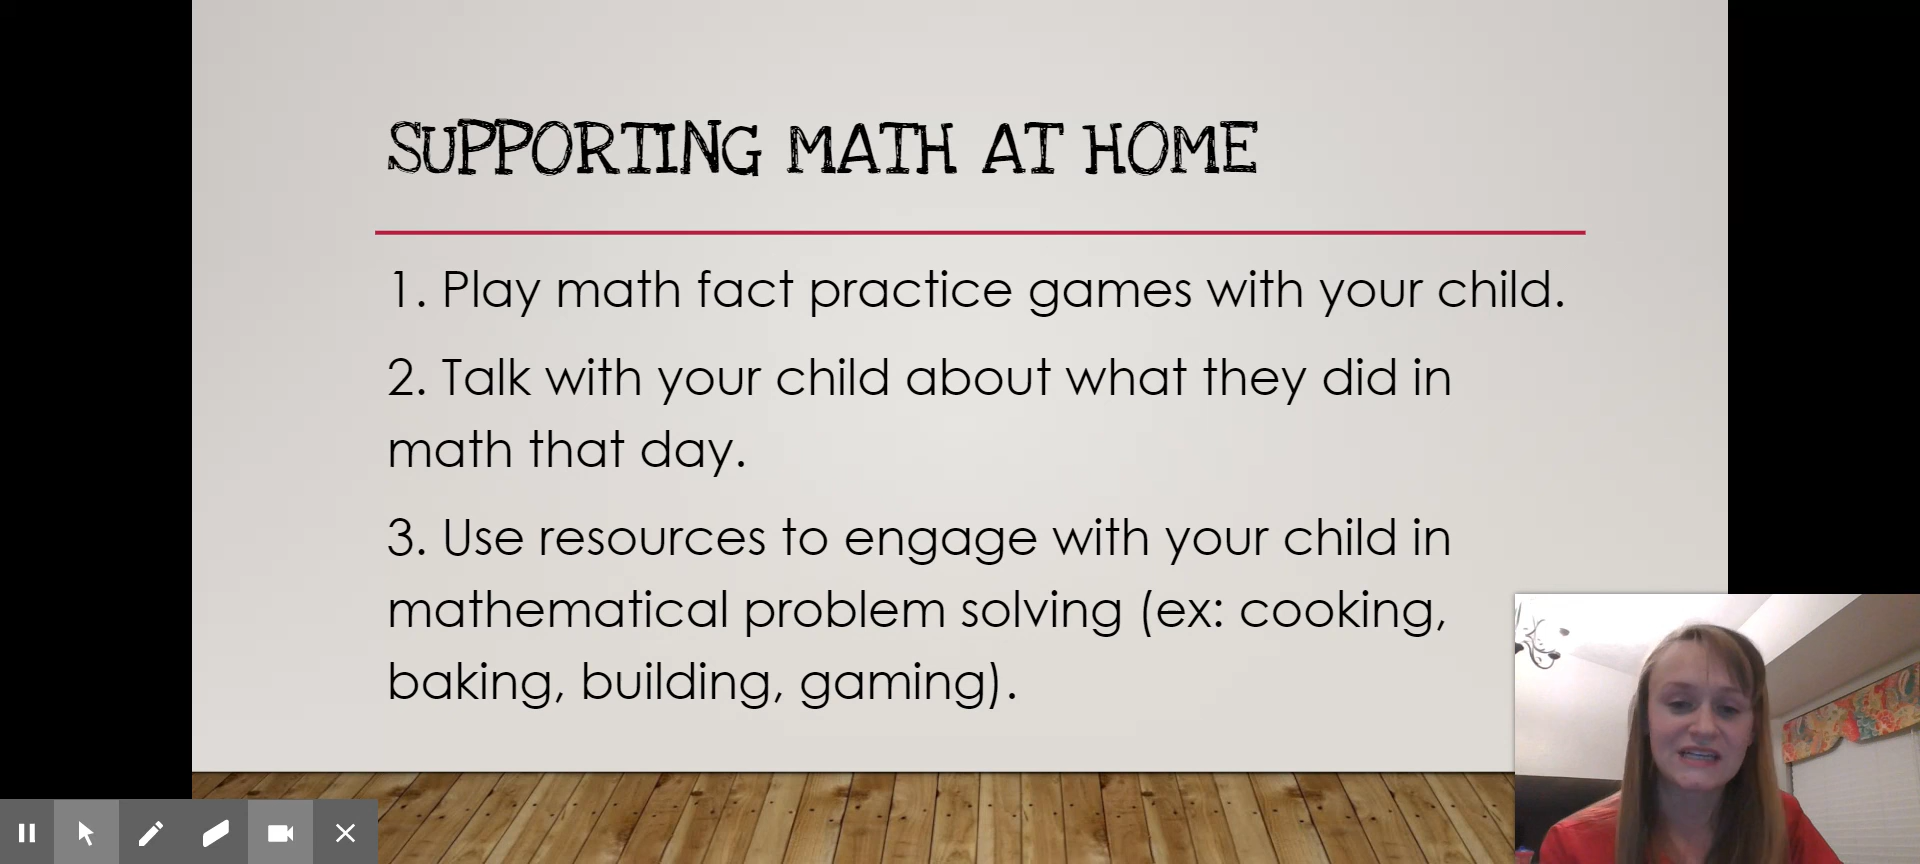 SUPPORTING MATH AT HOME
1. Play math fact practice games with your child.
2. Talk with your child about what they did in
math that day.
3. Use resources to engage with your child in
mathematical problem solving (ex: cooking,
baking, building, gaming).